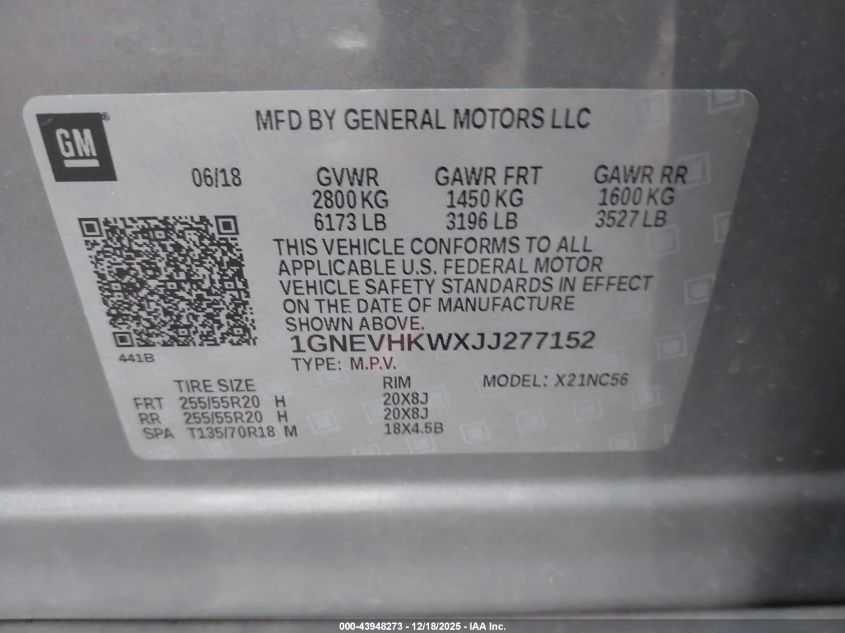 GM
MFD BY GENERAL MOTORS LLC
06/18 GVWR GAWR FRT GAWR RR
2800 KG 1450 KG 1600 KG
6173 LB 3196 LB 3527 LB
THIS VEHICLE CONFORMS TO ALL
APPLICABLE U.S. FEDERAL MOTOR
VEHICLE SAFETY STANDARDS IN EFFECT
ON THE DATE OF MANUFACTURE
SHOWN ABOVE.
441B
1GNEVHKWXJJ277152
TYPE: M.P.V.
TIRE SIZE RIM MODEL: X21NC56
FRT 255/55R20 H 20X8J
RR 255/55R20 H 20X8J
SPA T135/70R18 M 18X4.5B
000-43948273 - 12/18/2025 - IAA Inc.